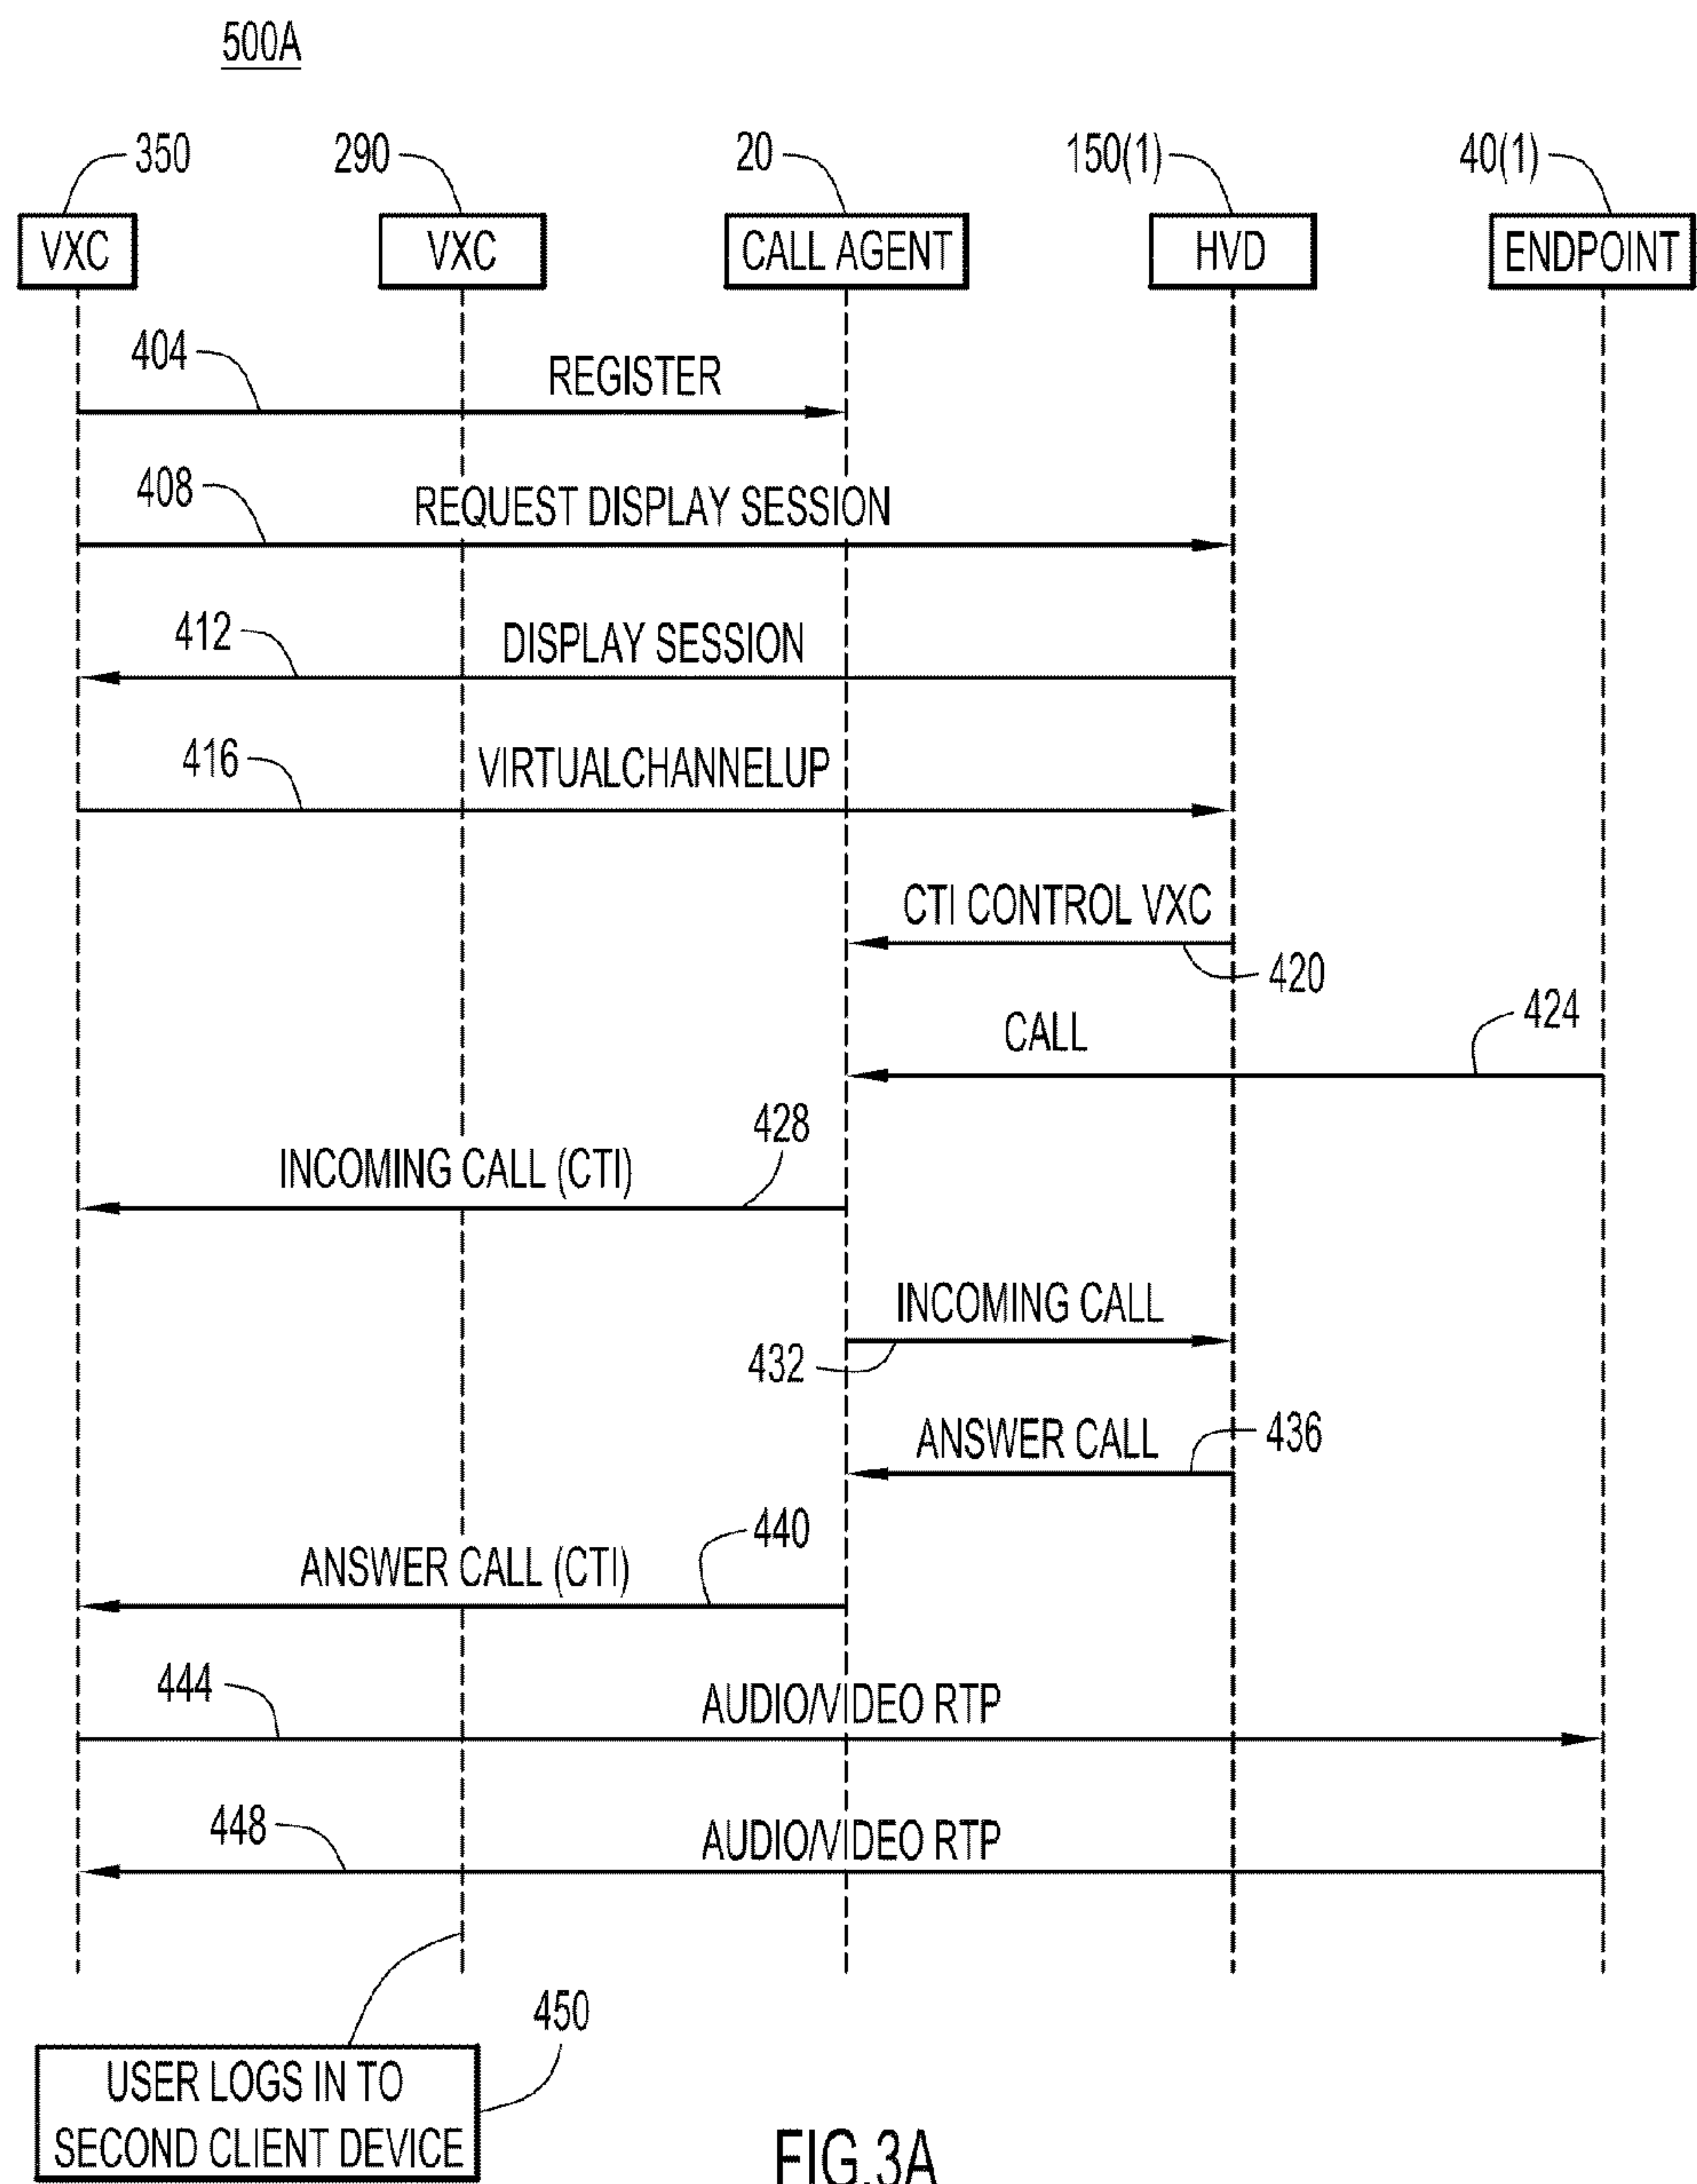 500A
350
290
20
150(1)
40(1)
VXC
VXC
CALL AGENT
HVD
ENDPOINT
404
REGISTER
408
REQUEST DISPLAY SESSION
412
DISPLAY SESSION
416
VIRTUALCHANNELUP
CTI CONTROL VXC
420
CALL
424
428
INCOMING CALL (CTI)
INCOMING CALL
432
ANSWER CALL
436
440
ANSWER CALL (CTI)
444
AUDIO/VIDEO RTP
448
AUDIO/VIDEO RTP
450
USER LOGS IN TO
SECOND CLIENT DEVICE
FIG.3A